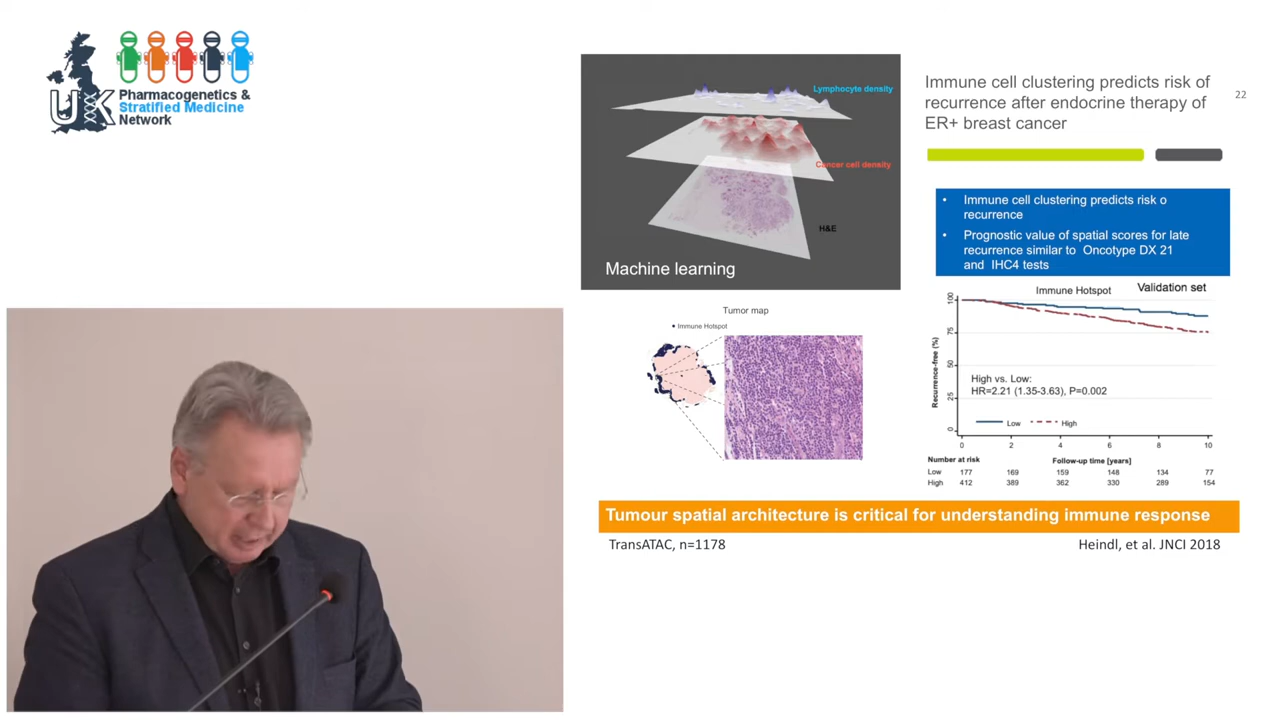 UK
Pharmacogenetics &
Stratified Medicine
Network
Lymphocyte density
Cancer cell density
H&E
Machine learning
Immune cell clustering predicts risk of
recurrence after endocrine therapy of
ER+ breast cancer
22
• Immune cell clustering predicts risk o
recurrence
• Prognostic value of spatial scores for late
recurrence similar to Oncotype DX 21
and IHC4 tests
Tumor map
• Immune Hotspot
Immune Hotspot
Validation set
Recurrence-free (%)
100
75
50
25
0
High vs. Low:
HR=2.21 (1.35-3.63), P=0.002
Low High
0 2 4 6 8 10
Number at risk Follow-up time [years]
Low 177 169 159 148 134 77
High 412 389 362 330 289 154
Tumour spatial architecture is critical for understanding immune response
TransATAC, n=1178
Heindl, et al. JNCI 2018